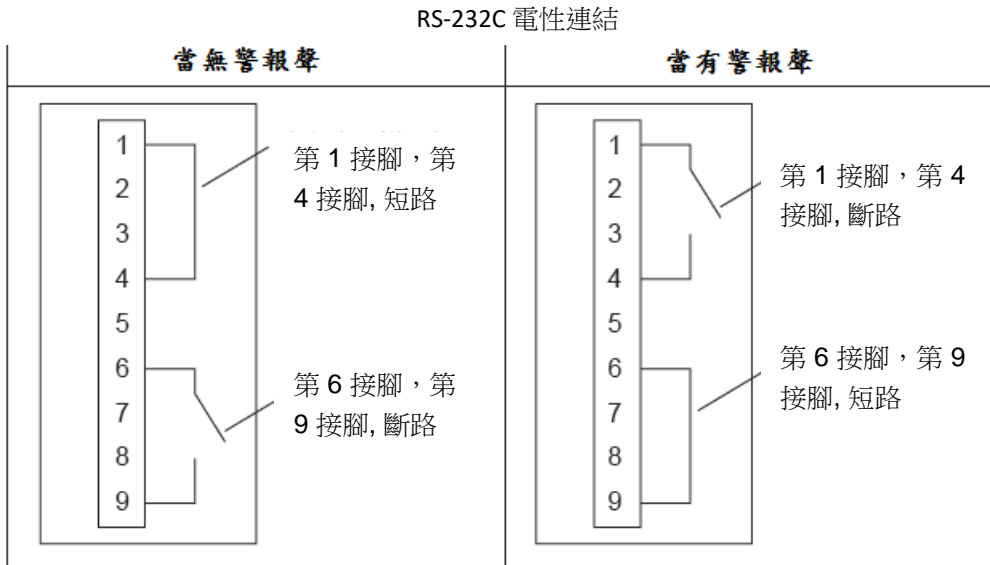 RS-232C 電性連結
當無警報聲
當有警報聲
1
2
3
4
5
6
7
8
9
第 1 接腳,第
4 接腳, 短路
第 6 接腳,第
9 接腳, 斷路
1
2
3
4
5
6
7
8
9
第 1 接腳,第 4
接腳, 斷路
第 6 接腳,第 9
接腳, 短路